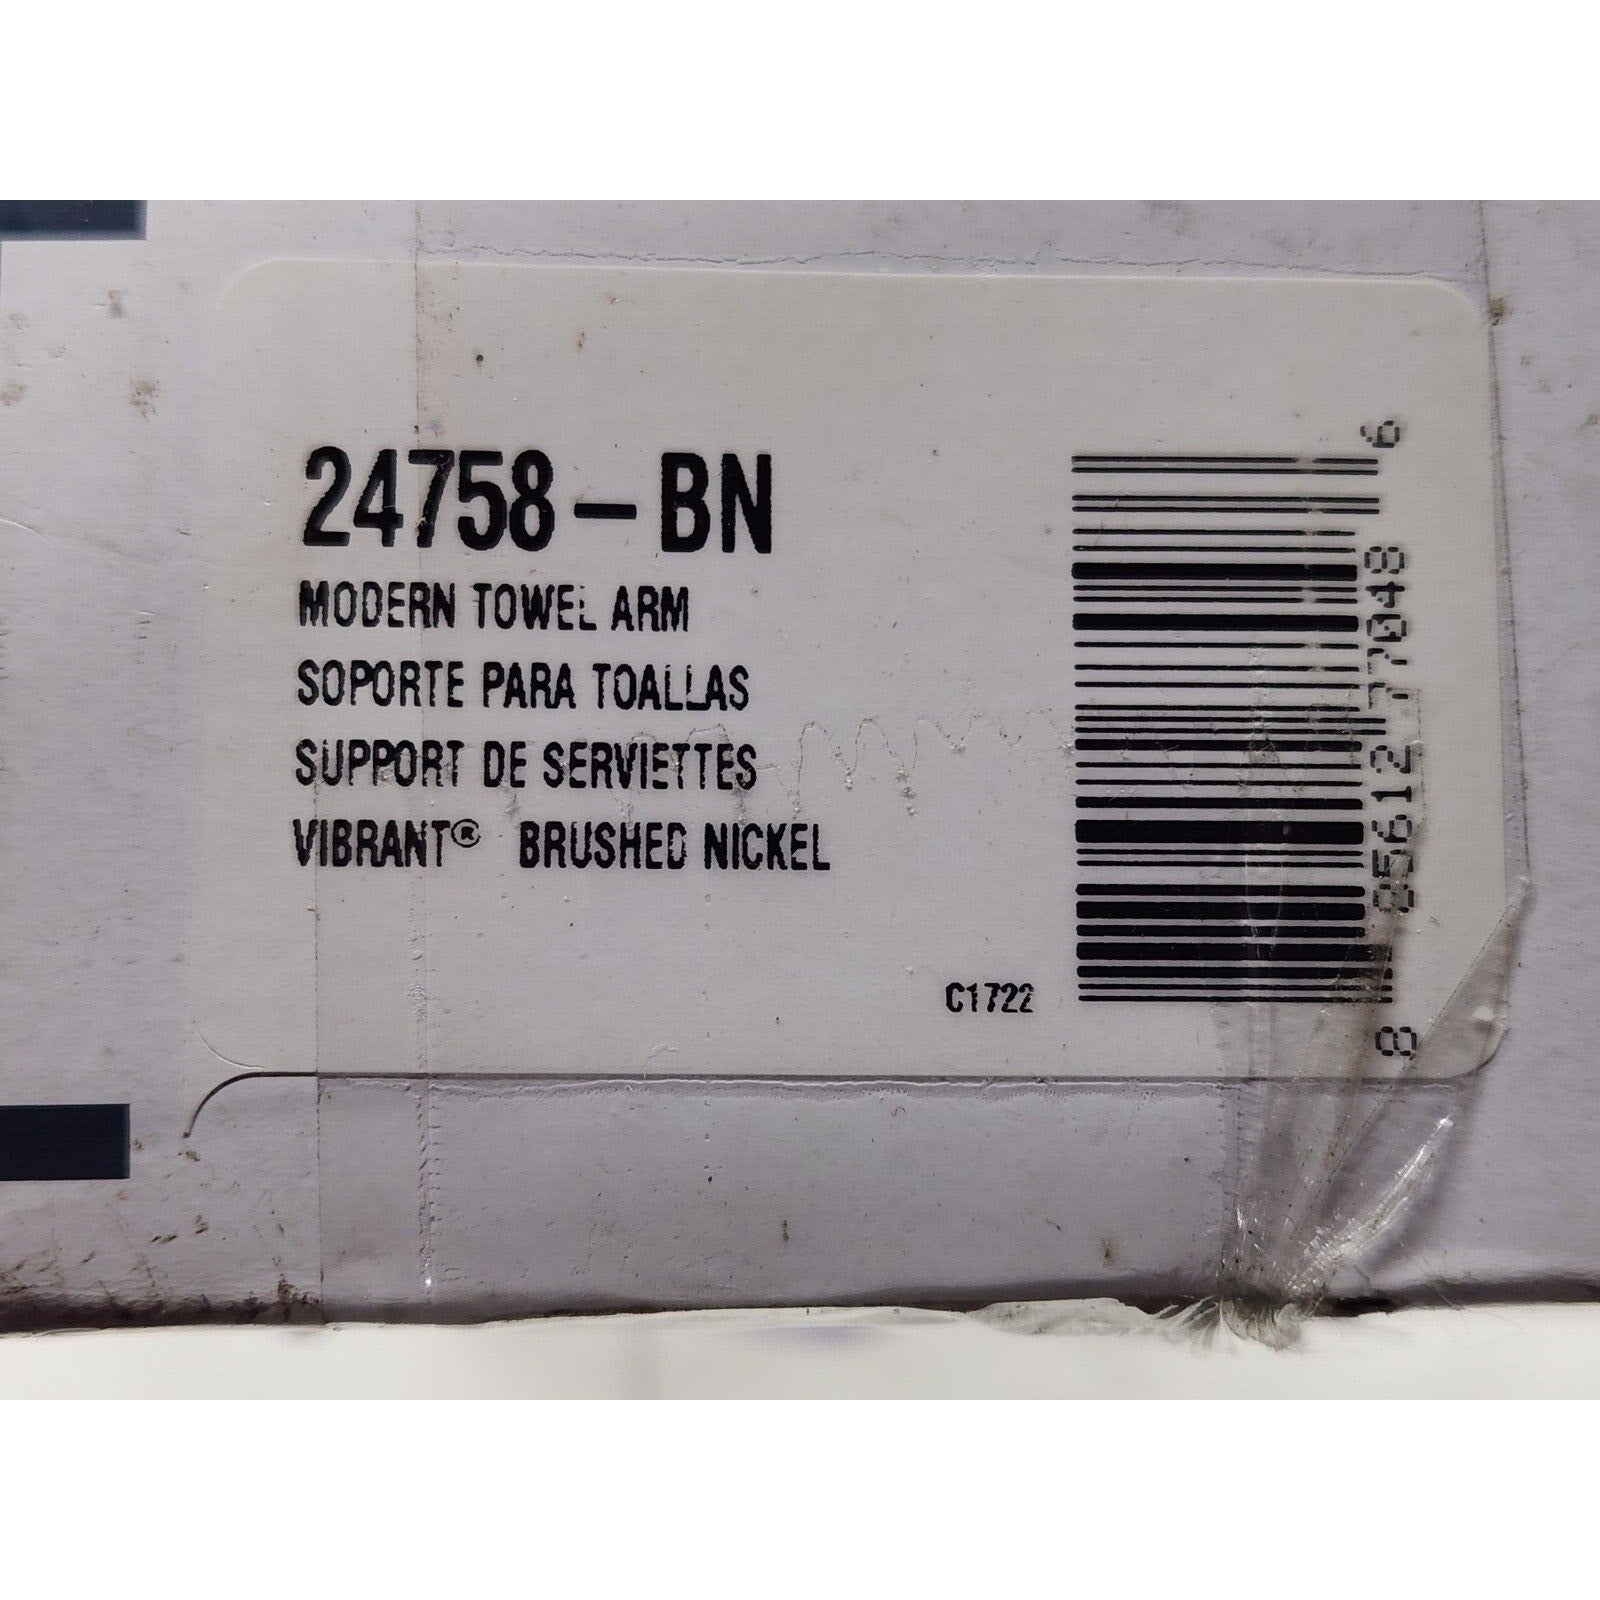 24758-BN
MODERN TOWEL ARM
SOPORTE PARA TOALLAS
SUPPORT DE SERVIETTES
VIBRANT® BRUSHED NICKEL
C1722
8 85612 77048 6